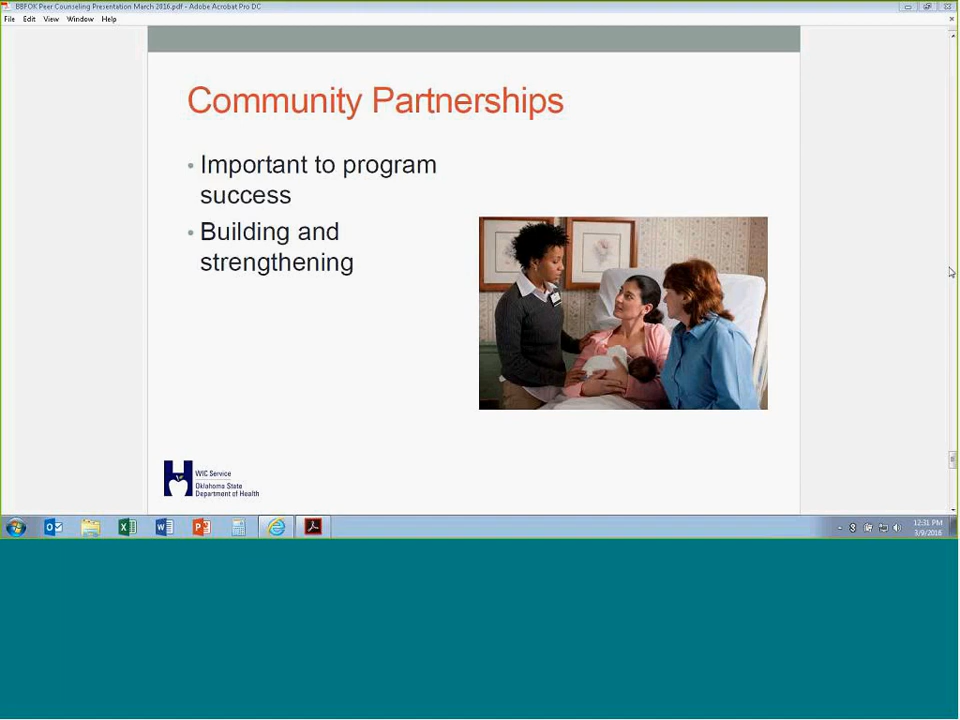 BBFOK Peer Counseling Presentation March 2016.pdf - Adobe Acrobat Pro DC
File Edit View Window Help
Community Partnerships
• Important to program
success
• Building and
strengthening
WIC Service
Oklahoma State
Department of Health
12:31 PM
3/9/2016